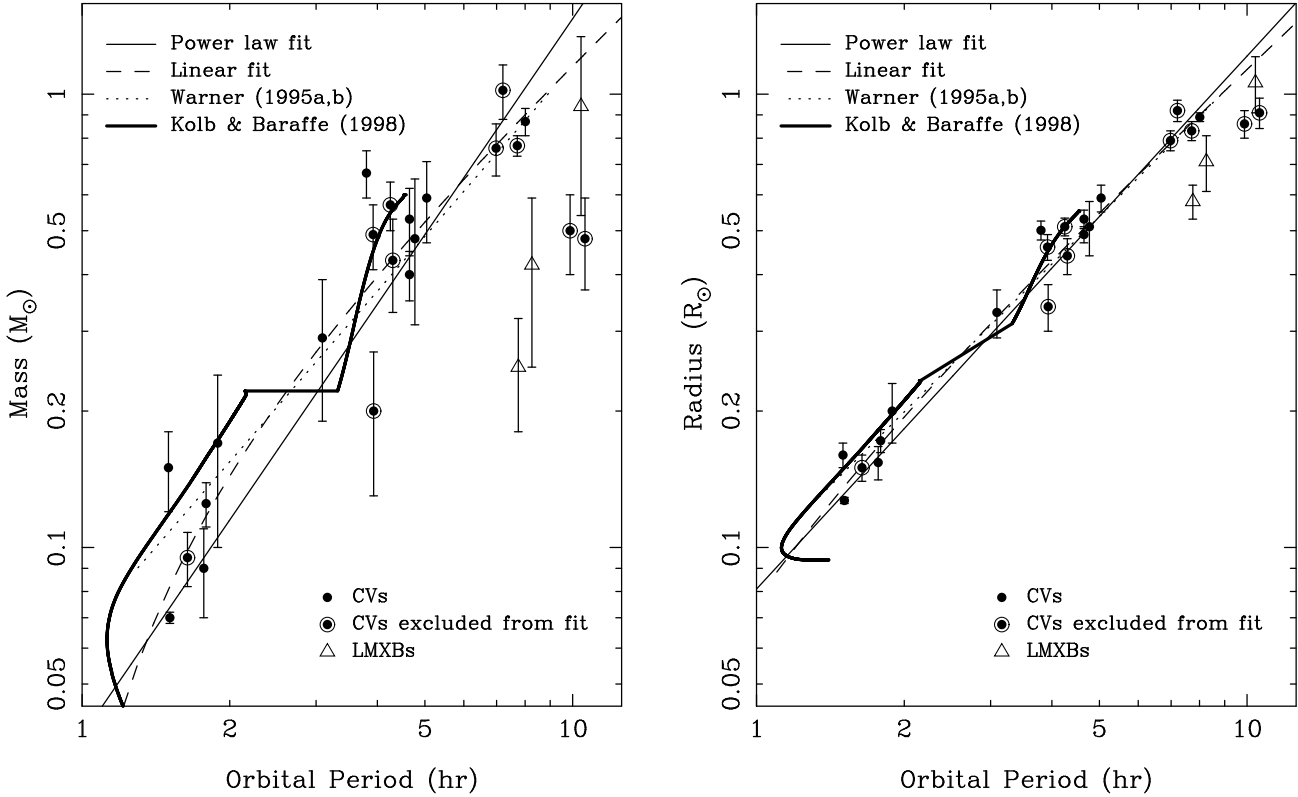 Power law fit
Linear fit
Warner (1995a,b)
Kolb & Baraffe (1998)
1
0.5
0.2
0.1
0.05
Mass (M⊙)
CVs
CVs excluded from fit
LMXBs
1
2
5
10
Orbital Period (hr)
Power law fit
Linear fit
Warner (1995a,b)
Kolb & Baraffe (1998)
1
0.5
0.2
0.1
0.05
Radius (R⊙)
CVs
CVs excluded from fit
LMXBs
1
2
5
10
Orbital Period (hr)